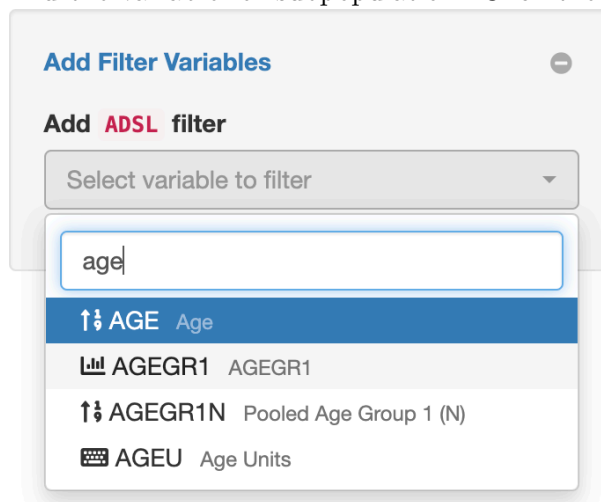 Add Filter Variables
Add ADSL filter
Select variable to filter
age
AGE Age
AGEGR1 AGEGR1
AGEGR1N Pooled Age Group 1 (N)
AGEU Age Units